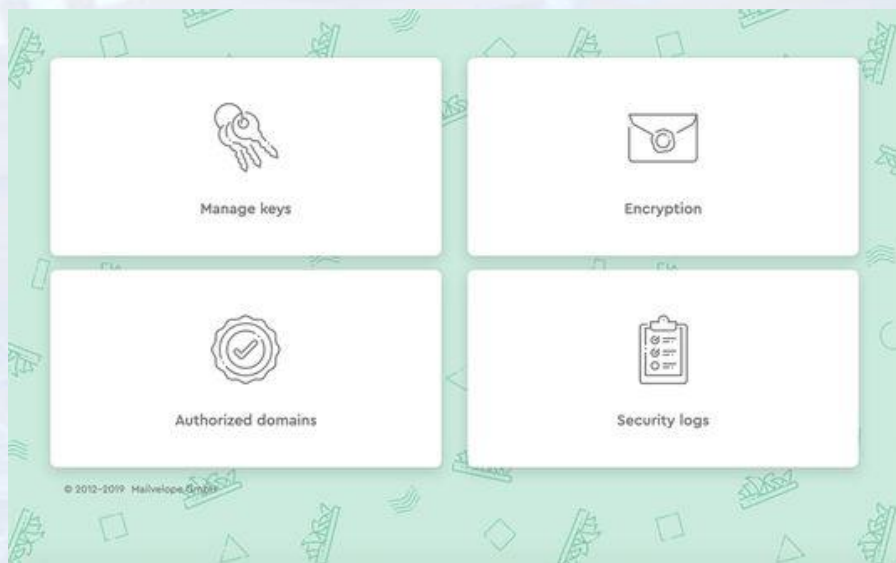 Manage keys
Encryption
Authorized domains
Security logs
© 2012-2019 Mailvelope GmbH